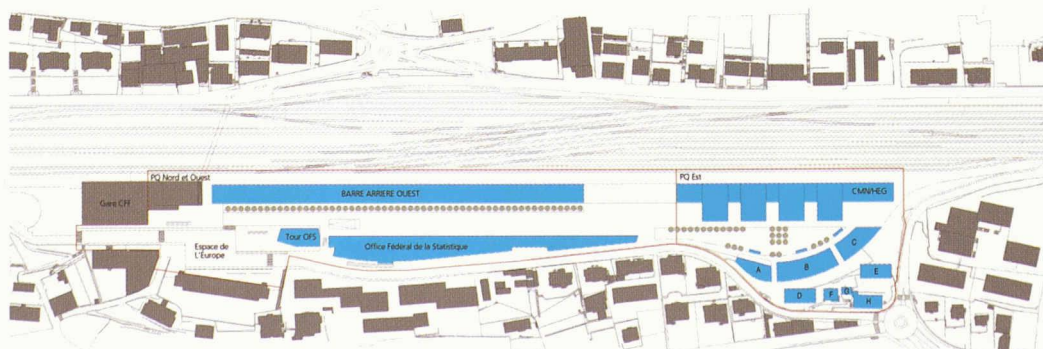 PQ Nord et Ouest
PQ Est
Gare CFF
BARRE ARRIERE OUEST
CMN/HEG
Espace de
L'Europe
Tour OFS
Office Fédéral de la Statistique
A
B
C
D
E
F
H